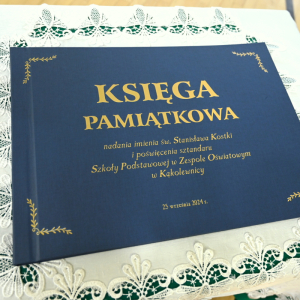 KSIĘGA
PAMIĄTKOWA
nadania imienia św. Stanisława Kostki
i poświęcenia sztandaru
Szkoły Podstawowej w Zespole Oświatowym
w Kąkolewnicy
25 września 2024 r.